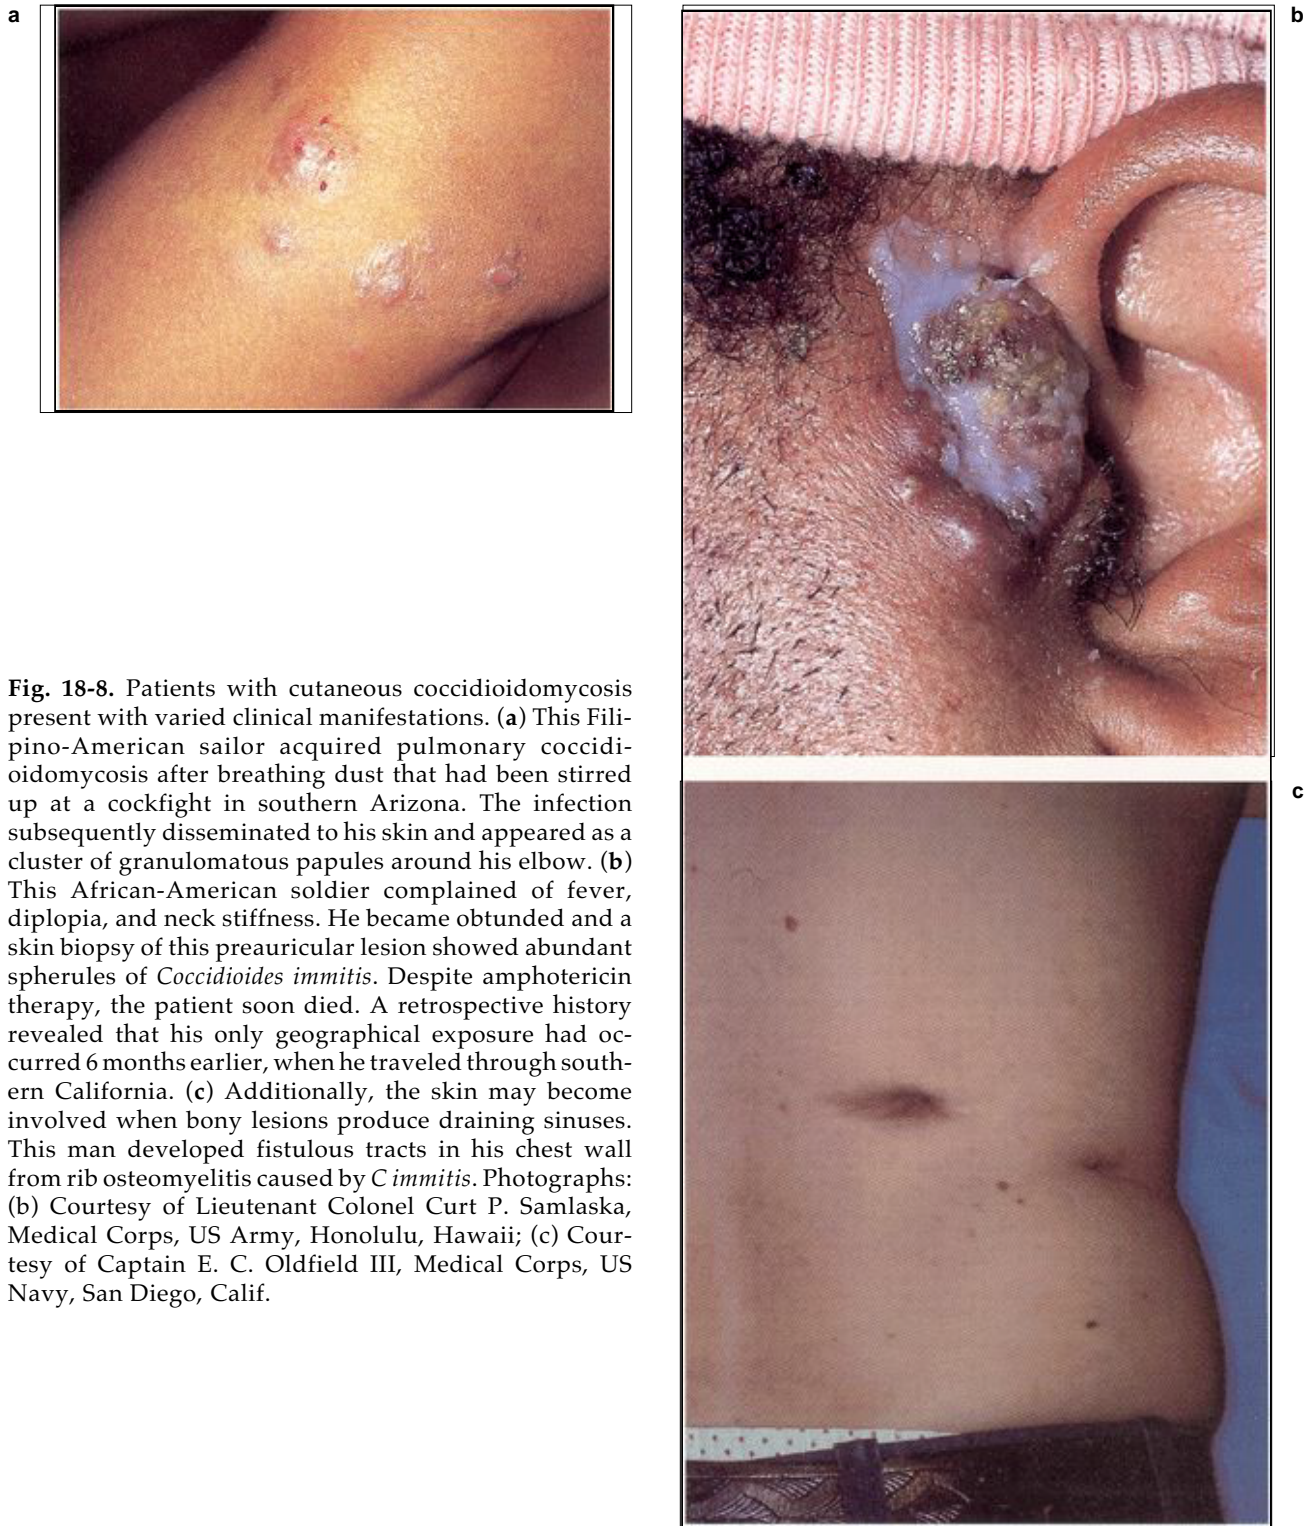 a
b
Fig. 18-8. Patients with cutaneous coccidioidomycosis
present with varied clinical manifestations. (a) This Fili-
pino-American sailor acquired pulmonary coccidi-
oidomycosis after breathing dust that had been stirred
up at a cockfight in southern Arizona. The infection
subsequently disseminated to his skin and appeared as a
cluster of granulomatous papules around his elbow. (b)
This African-American soldier complained of fever,
diplopia, and neck stiffness. He became obtunded and a
skin biopsy of this preauricular lesion showed abundant
spherules of Coccidioides immitis. Despite amphotericin
therapy, the patient soon died. A retrospective history
revealed that his only geographical exposure had oc-
curred 6 months earlier, when he traveled through south-
ern California. (c) Additionally, the skin may become
involved when bony lesions produce draining sinuses.
This man developed fistulous tracts in his chest wall
from rib osteomyelitis caused by C immitis. Photographs:
(b) Courtesy of Lieutenant Colonel Curt P. Samlaska,
Medical Corps, US Army, Honolulu, Hawaii; (c) Cour-
tesy of Captain E. C. Oldfield III, Medical Corps, US
Navy, San Diego, Calif.
c